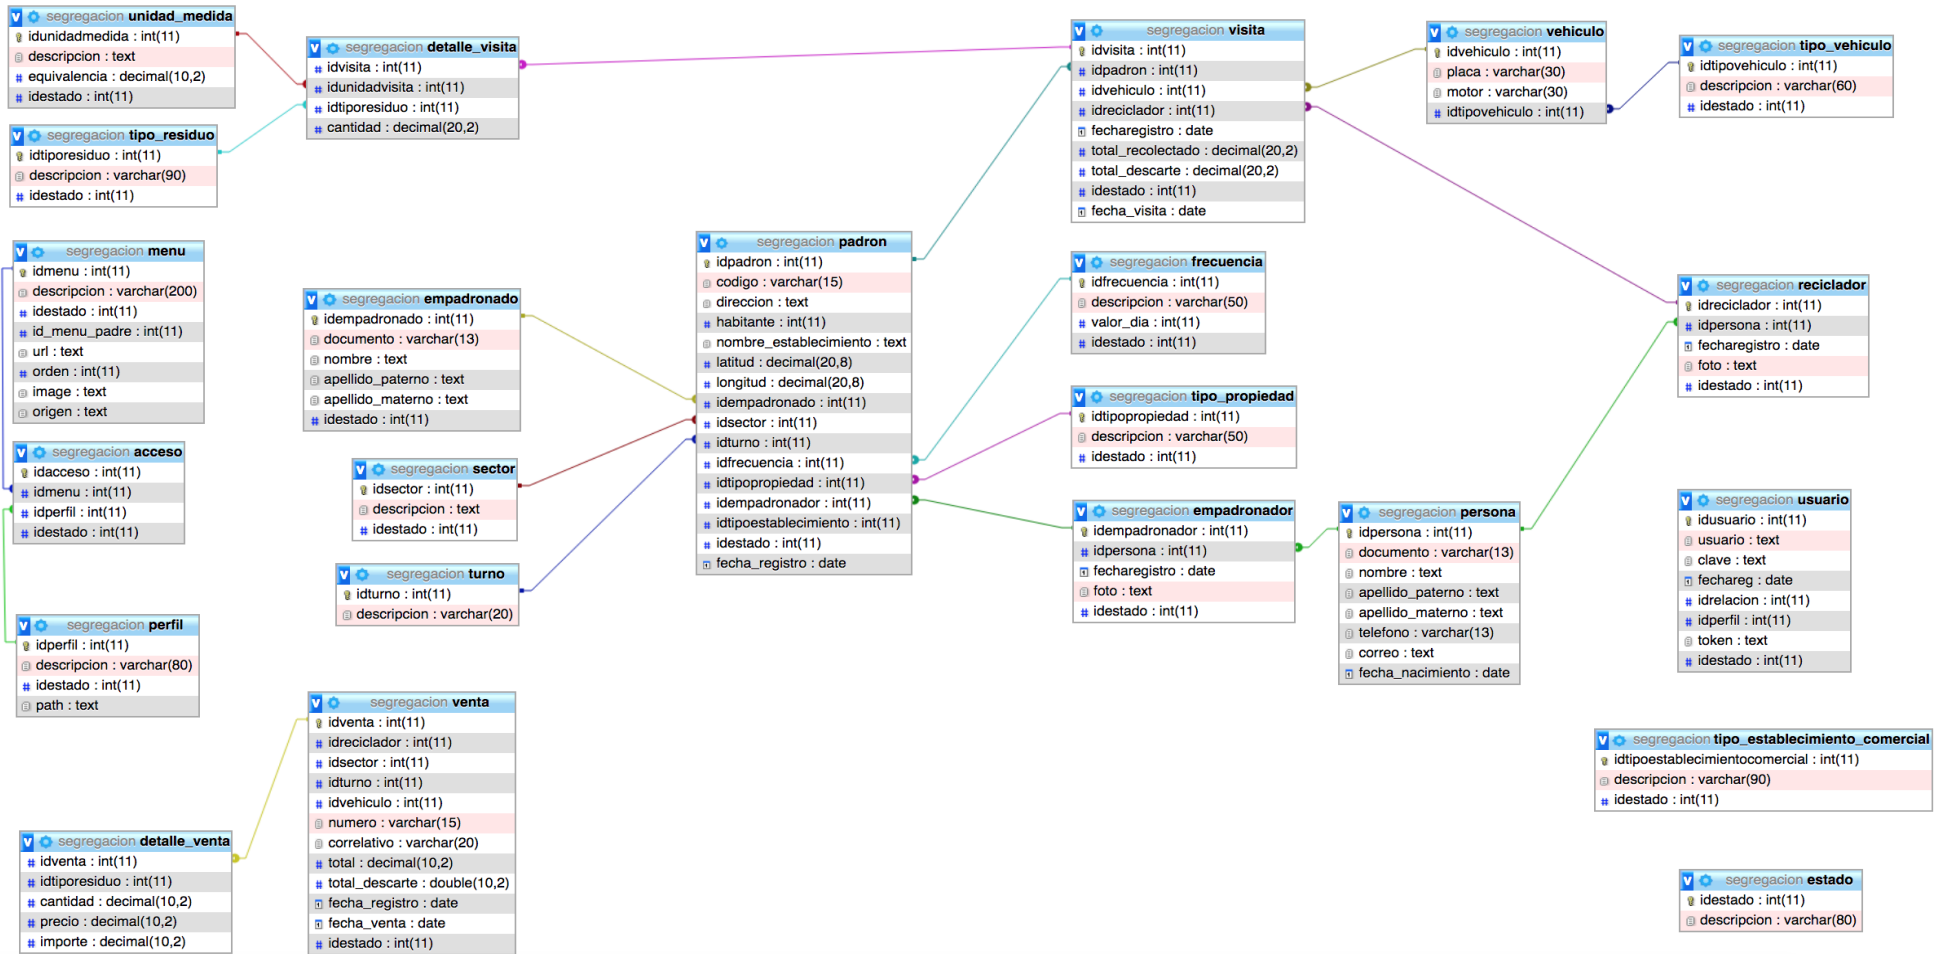 segregacion unidad_medida
idunidadmedida : int(11)
descripcion : text
equivalencia : decimal(10,2)
idestado : int(11)
segregacion tipo_residuo
idtiporesiduo : int(11)
descripcion : varchar(90)
idestado : int(11)
segregacion detalle_visita
idvisita : int(11)
idunidadvisita : int(11)
idtiporesiduo : int(11)
cantidad : decimal(20,2)
segregacion visita
idvisita : int(11)
idpadron : int(11)
idvehiculo : int(11)
idreciclador : int(11)
fecharegistro : date
total_recolectado : decimal(20,2)
total_descarte : decimal(20,2)
idestado : int(11)
fecha_visita : date
segregacion vehiculo
idvehiculo : int(11)
placa : varchar(30)
motor : varchar(30)
idtipovehiculo : int(11)
segregacion tipo_vehiculo
idtipovehiculo : int(11)
descripcion : varchar(60)
idestado : int(11)
segregacion menu
idmenu : int(11)
descripcion : varchar(200)
idestado : int(11)
id_menu_padre : int(11)
url : text
orden : int(11)
image : text
origen : text
segregacion acceso
idacceso : int(11)
idmenu : int(11)
idperfil : int(11)
idestado : int(11)
segregacion perfil
idperfil : int(11)
descripcion : varchar(80)
idestado : int(11)
path : text
segregacion empadronado
idempadronado : int(11)
documento : varchar(13)
nombre : text
apellido_paterno : text
apellido_materno : text
idestado : int(11)
segregacion sector
idsector : int(11)
descripcion : text
idestado : int(11)
segregacion turno
idturno : int(11)
descripcion : varchar(20)
segregacion padron
idpadron : int(11)
codigo : varchar(15)
direccion : text
habitante : int(11)
nombre_establecimiento : text
latitud : decimal(20,8)
longitud : decimal(20,8)
idempadronado : int(11)
idsector : int(11)
idturno : int(11)
idfrecuencia : int(11)
idtipopropiedad : int(11)
idempadronador : int(11)
idtipoestablecimiento : int(11)
idestado : int(11)
fecha_registro : date
segregacion frecuencia
idfrecuencia : int(11)
descripcion : varchar(50)
valor_dia : int(11)
idestado : int(11)
segregacion tipo_propiedad
idtipopropiedad : int(11)
descripcion : varchar(50)
idestado : int(11)
segregacion empadronador
idempadronador : int(11)
idpersona : int(11)
fecharegistro : date
foto : text
idestado : int(11)
segregacion persona
idpersona : int(11)
documento : varchar(13)
nombre : text
apellido_paterno : text
apellido_materno : text
telefono : varchar(13)
correo : text
fecha_nacimiento : date
segregacion reciclador
idreciclador : int(11)
idpersona : int(11)
fecharegistro : date
foto : text
idestado : int(11)
segregacion usuario
idusuario : int(11)
usuario : text
clave : text
fechareg : date
idrelacion : int(11)
idperfil : int(11)
token : text
idestado : int(11)
segregacion venta
idventa : int(11)
idreciclador : int(11)
idsector : int(11)
idturno : int(11)
idvehiculo : int(11)
numero : varchar(15)
correlativo : varchar(20)
total : decimal(10,2)
total_descarte : double(10,2)
fecha_registro : date
fecha_venta : date
idestado : int(11)
segregacion detalle_venta
idventa : int(11)
idtiporesiduo : int(11)
cantidad : decimal(10,2)
precio : decimal(10,2)
importe : decimal(10,2)
segregacion tipo_establecimiento_comercial
idtipoestablecimientocomercial : int(11)
descripcion : varchar(90)
idestado : int(11)
segregacion estado
idestado : int(11)
descripcion : varchar(80)